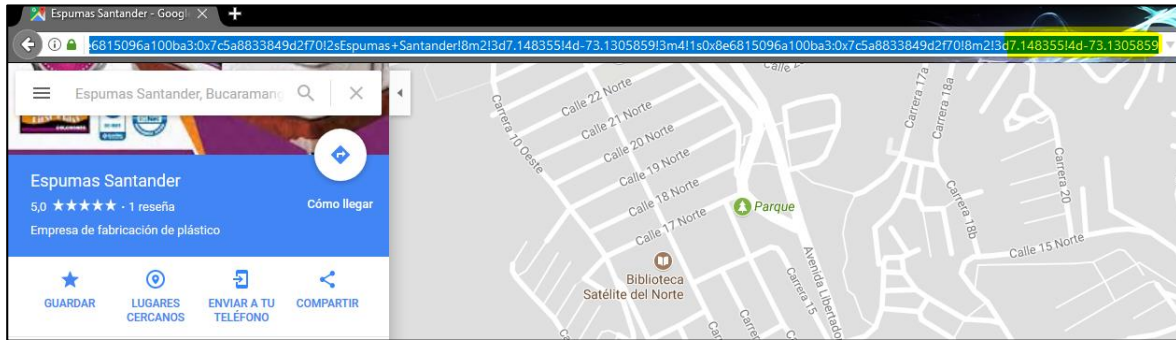 Espumas Santander - Googl
:e6815096a100ba3:0x7c5a8833849d2f70!2sEspumas+Santander!8m2!3d7.148355!4d-73.1305859!3m4!1s0x8e6815096a100ba3:0x7c5a8833849d2f70!8m2!3d7.148355!4d-73.1305859
Espumas Santander, Bucaramang
Espumas Santander
5,0 ★★★★★ · 1 reseña
Cómo llegar
Empresa de fabricación de plástico
GUARDAR
LUGARES
CERCANOS
ENVIAR A TU
TELÉFONO
COMPARTIR
Calle 22 Norte
Calle 21 Norte
Calle 20 Norte
Calle 19 Norte
Calle 18 Norte
Calle 17 Norte
Carrera 10 Oeste
Parque
Biblioteca
Satélite del Norte
Avenida Libertador
Carrera 15
Carrera 17a
Carrera 18a
Carrera 18b
Carrera 20
Calle 15 Norte